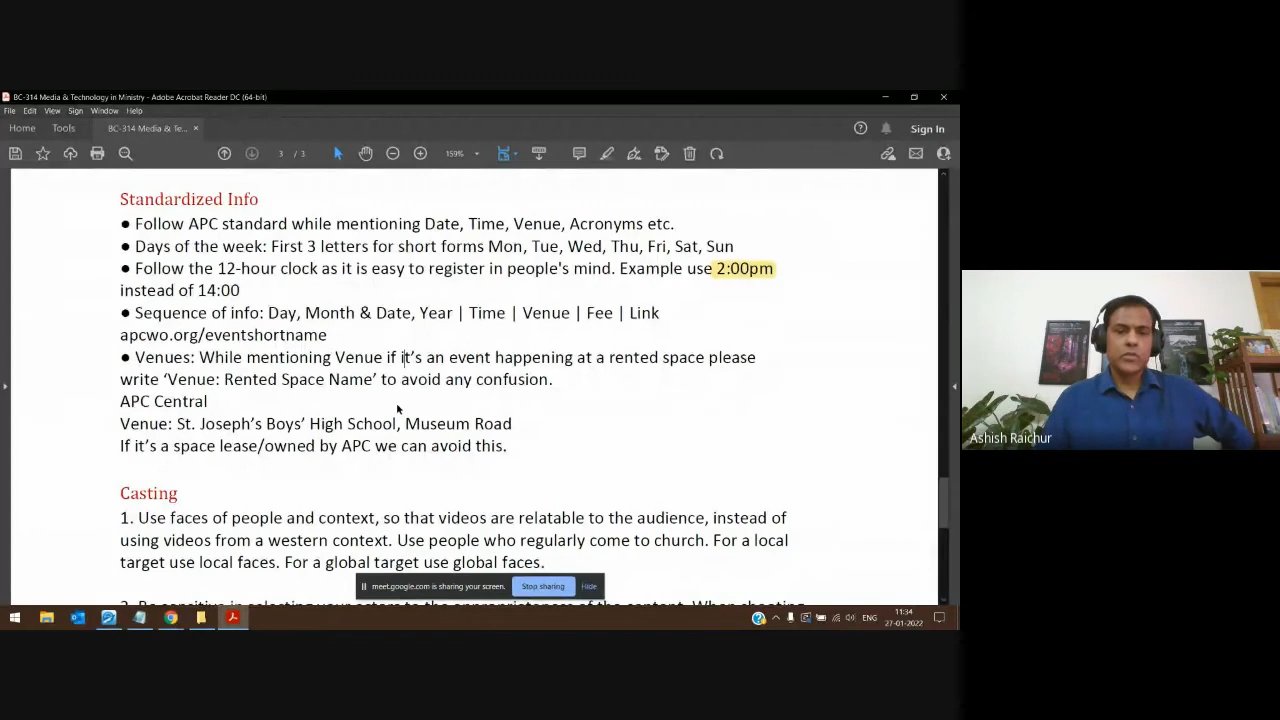 BC-314 Media & Technology in Ministry - Adobe Acrobat Reader DC (64-bit)
File Edit View Sign Window Help
Home Tools BC-314 Media & Te... × Sign In
3 / 3 159%
Standardized Info
● Follow APC standard while mentioning Date, Time, Venue, Acronyms etc.
● Days of the week: First 3 letters for short forms Mon, Tue, Wed, Thu, Fri, Sat, Sun
● Follow the 12-hour clock as it is easy to register in people's mind. Example use 2:00pm
instead of 14:00
● Sequence of info: Day, Month & Date, Year | Time | Venue | Fee | Link
apcwo.org/eventshortname
● Venues: While mentioning Venue if it’s an event happening at a rented space please
write ‘Venue: Rented Space Name’ to avoid any confusion.
APC Central
Venue: St. Joseph’s Boys’ High School, Museum Road
If it’s a space lease/owned by APC we can avoid this.
Casting
1. Use faces of people and context, so that videos are relatable to the audience, instead of
using videos from a western context. Use people who regularly come to church. For a local
target use local faces. For a global target use global faces.
meet.google.com is sharing your screen. Stop sharing Hide
ENG 11:34
27-01-2022
Ashish Raichur